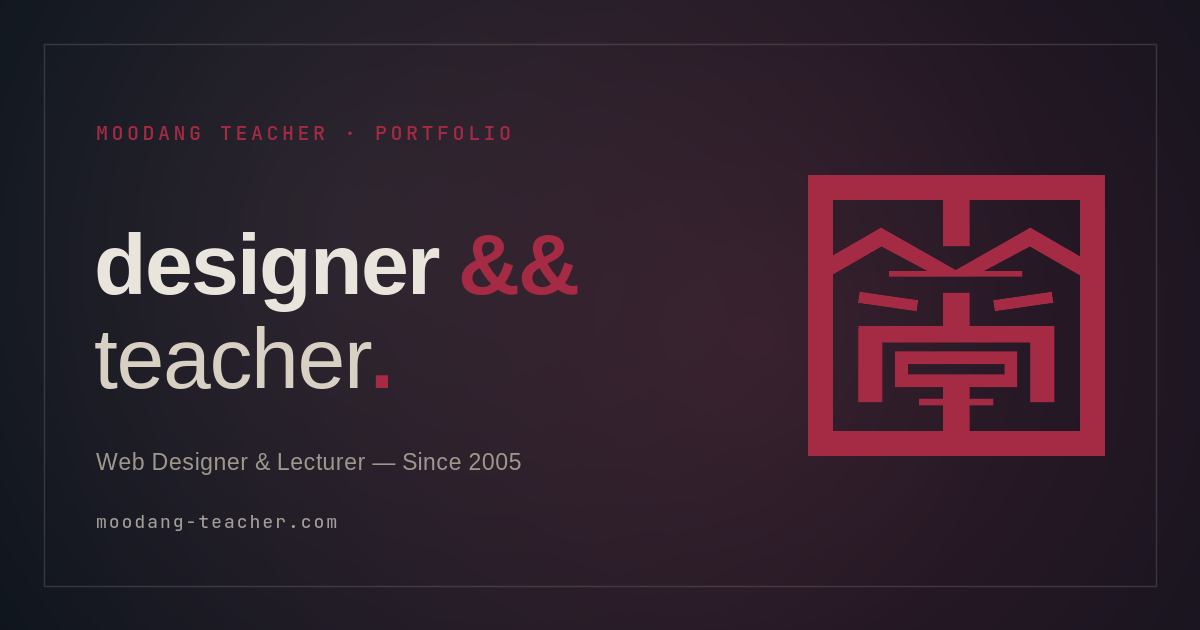 MOODANG TEACHER · PORTFOLIO
designer &&
teacher.
Web Designer & Lecturer — Since 2005
moodang-teacher.com